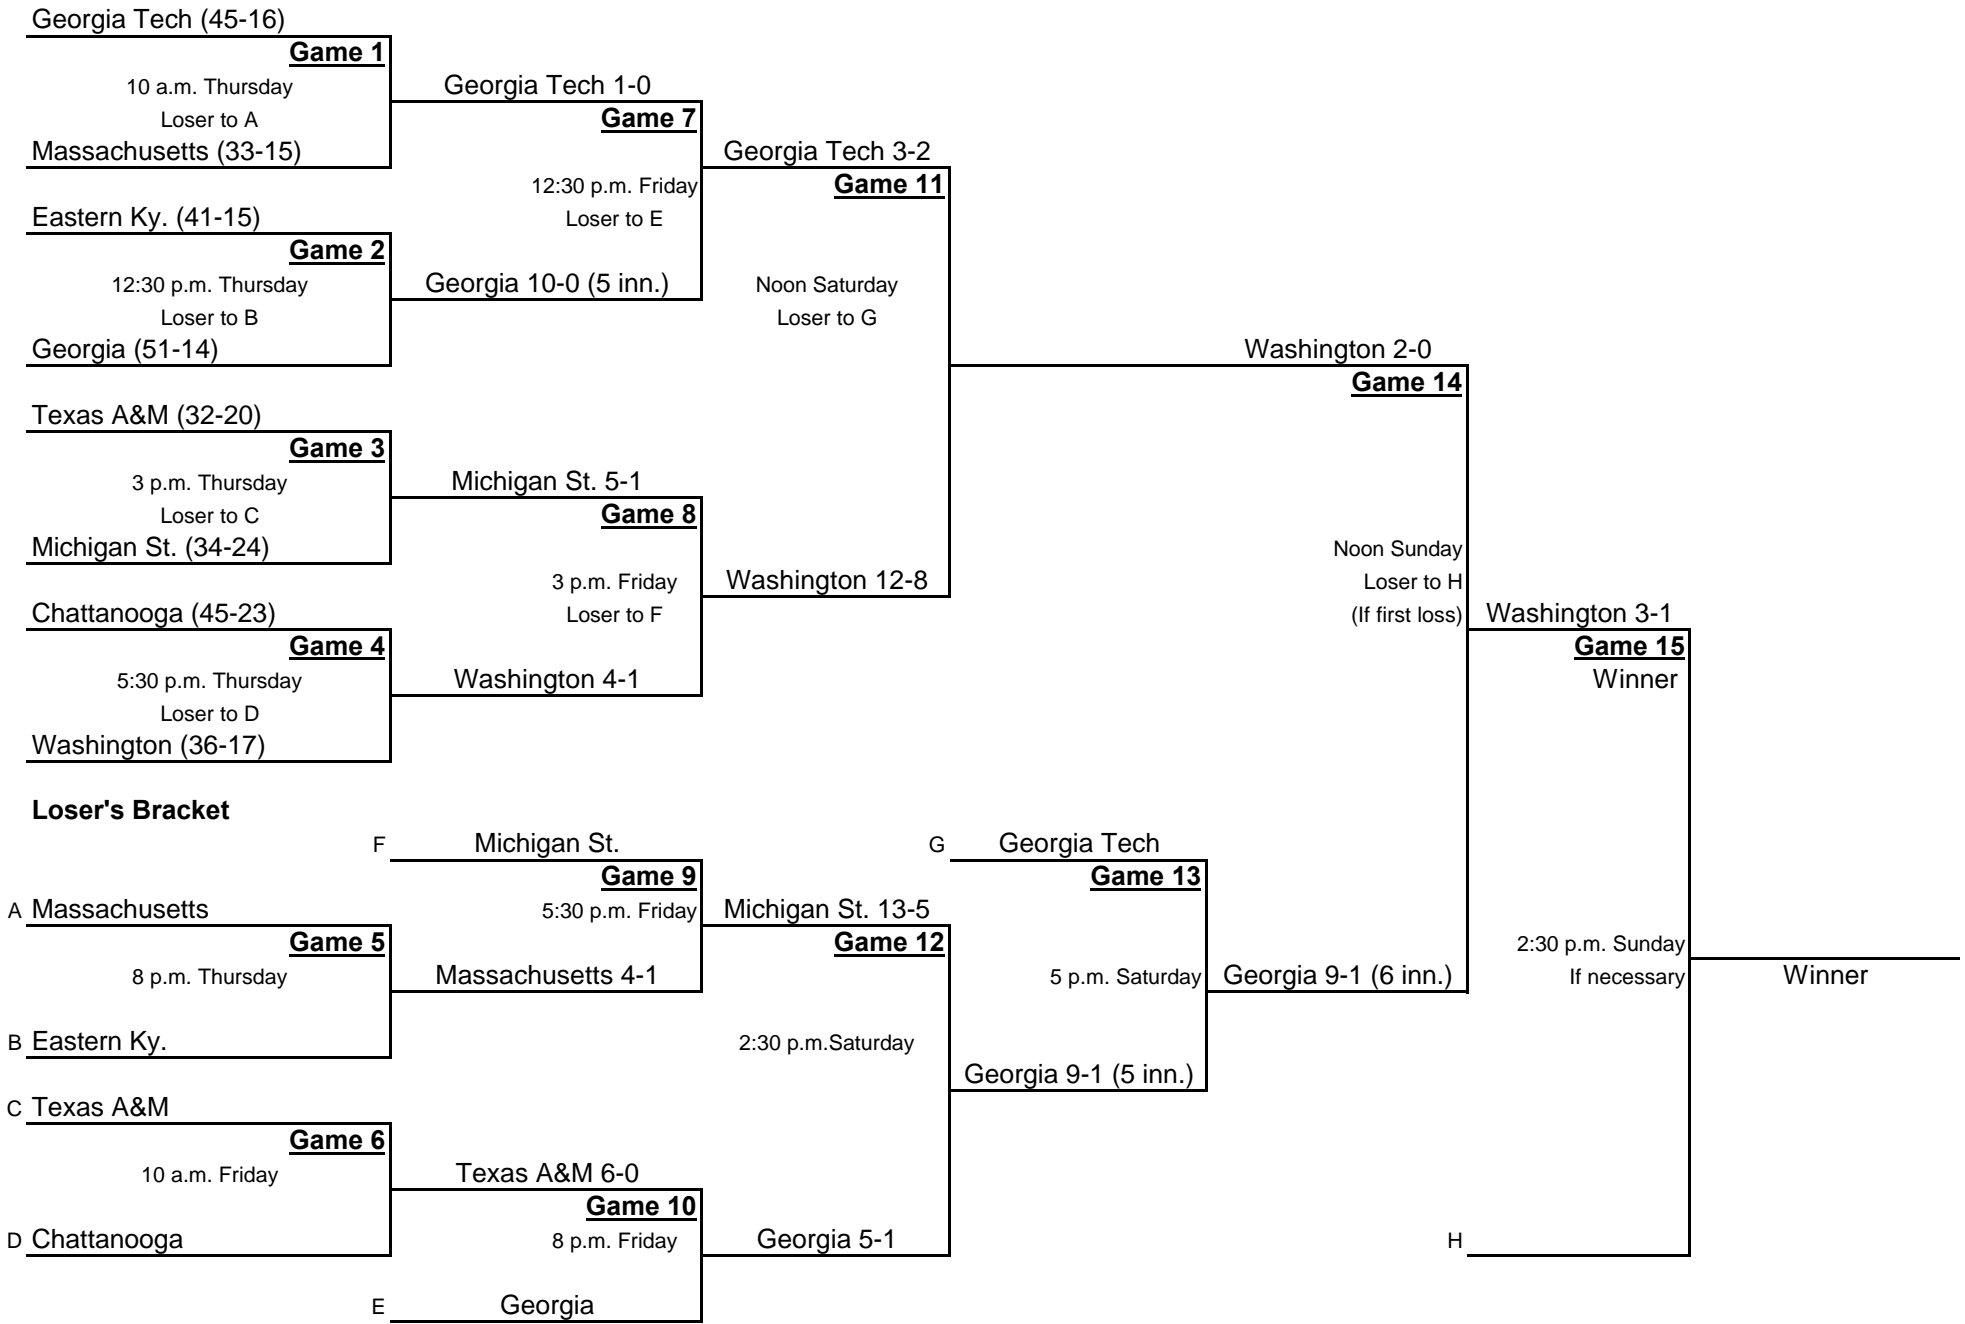 Georgia Tech (45-16)
Game 1
10 a.m. Thursday
Loser to A
Massachusetts (33-15)
Georgia Tech 1-0
Game 7
12:30 p.m. Friday
Loser to E
Georgia Tech 3-2
Game 11
Eastern Ky. (41-15)
Game 2
12:30 p.m. Thursday
Loser to B
Georgia (51-14)
Georgia 10-0 (5 inn.)
Noon Saturday
Loser to G
Washington 2-0
Game 14
Texas A&M (32-20)
Game 3
3 p.m. Thursday
Loser to C
Michigan St. (34-24)
Michigan St. 5-1
Game 8
3 p.m. Friday
Loser to F
Washington 12-8
Noon Sunday
Loser to H
(If first loss)
Washington 3-1
Game 15
Winner
Chattanooga (45-23)
Game 4
5:30 p.m. Thursday
Loser to D
Washington (36-17)
Washington 4-1
Loser's Bracket
F Michigan St.
Game 9
5:30 p.m. Friday
G Georgia Tech
Game 13
A Massachusetts
Game 5
8 p.m. Thursday
B Eastern Ky.
Massachusetts 4-1
Michigan St. 13-5
Game 12
2:30 p.m.Saturday
5 p.m. Saturday
Georgia 9-1 (6 inn.)
2:30 p.m. Sunday
If necessary
Winner
Georgia 9-1 (5 inn.)
C Texas A&M
Game 6
10 a.m. Friday
D Chattanooga
Texas A&M 6-0
Game 10
8 p.m. Friday
Georgia 5-1
H
E Georgia